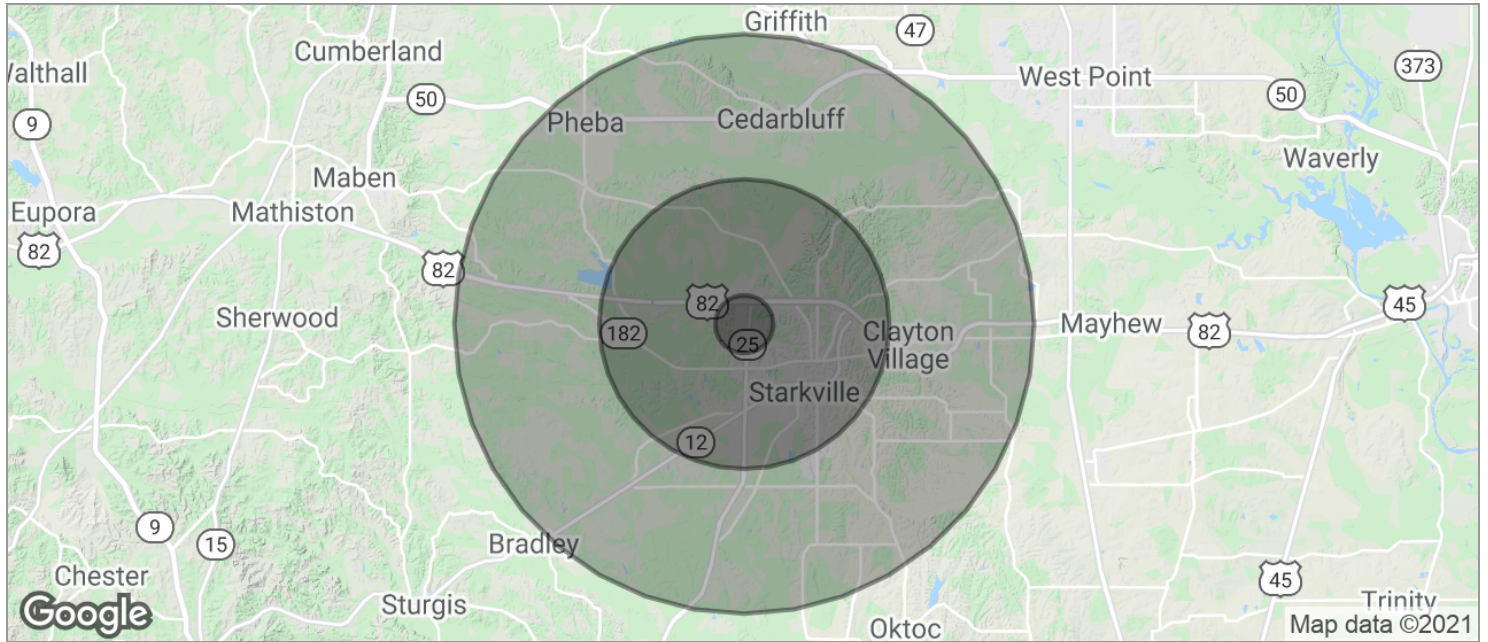 Griffith
47
Cumberland
Walthall
West Point
373
50
50
9
Pheba
Cedarbluff
Waverly
Maben
Eupora
Mathiston
82
82
82
45
Sherwood
182
25
Clayton
Village
Mayhew
82
Starkville
12
9
15
Bradley
Chester
Sturgis
45
Trinity
Google
Oktoc
Map data ©2021